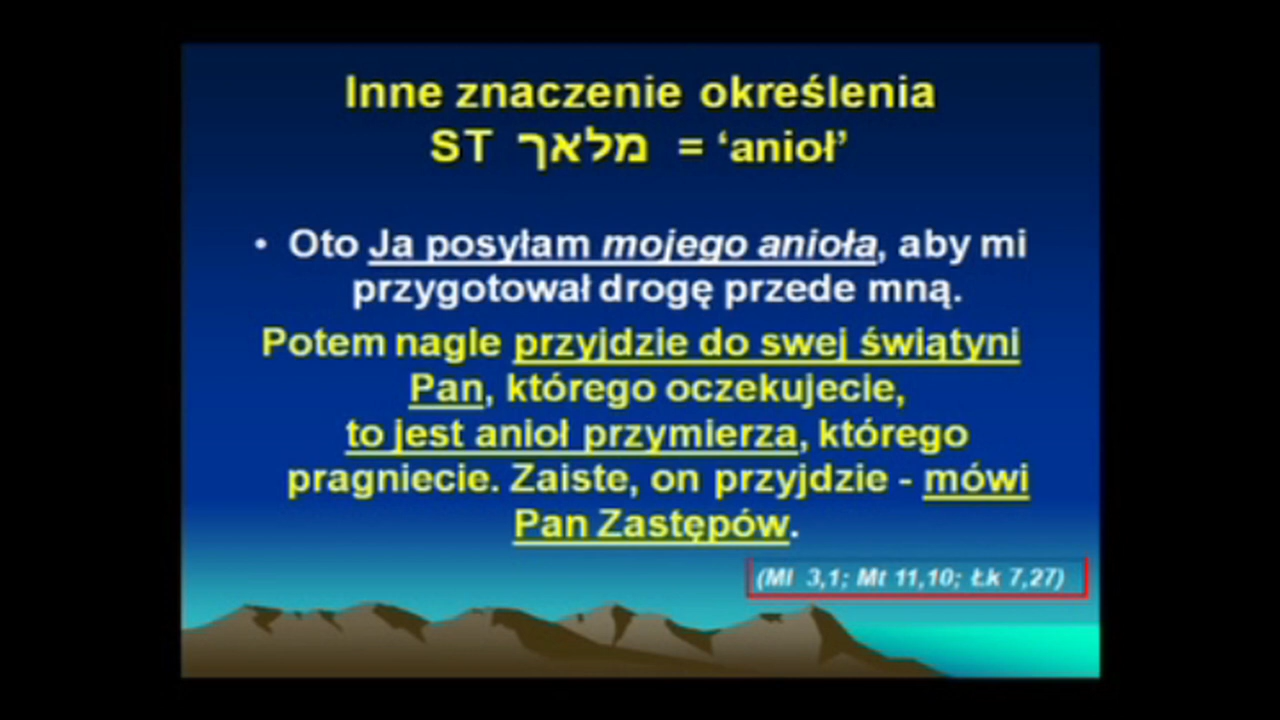 Inne znaczenie określenia
ST מלאך = ‘anioł’
• Oto Ja posyłam mojego anioła, aby mi
przygotował drogę przede mną.
Potem nagle przyjdzie do swej świątyni
Pan, którego oczekujecie,
to jest anioł przymierza, którego
pragniecie. Zaiste, on przyjdzie - mówi
Pan Zastępów.
(Ml 3,1; Mt 11,10; Łk 7,27)